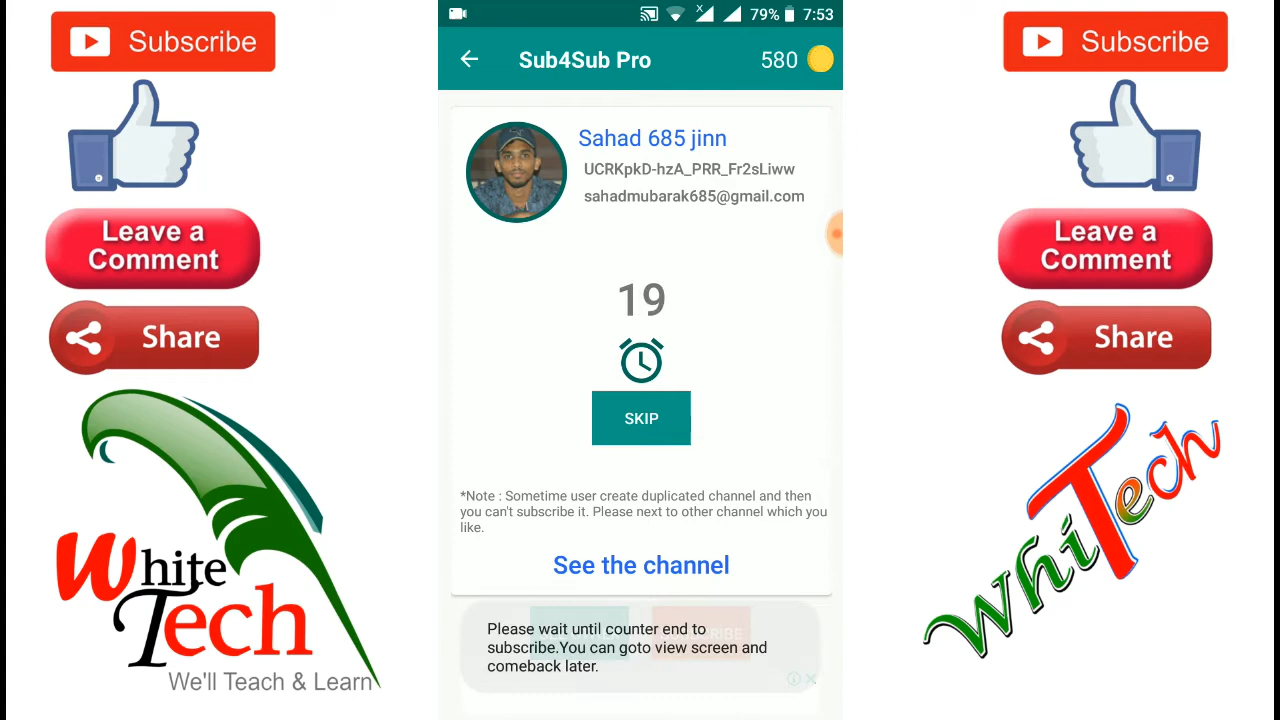 Subscribe
Leave a
Comment
Share
White
Tech
We'll Teach & Learn
79% 7:53
Sub4Sub Pro
580
Sahad 685 jinn
UCRKpkD-hzA_PRR_Fr2sLiww
sahadmubarak685@gmail.com
19
SKIP
*Note : Sometime user create duplicated channel and then
you can't subscribe it. Please next to other channel which you
like.
See the channel
Please wait until counter end to
subscribe.You can goto view screen and
comeback later.
Subscribe
Leave a
Comment
Share
WhiTech